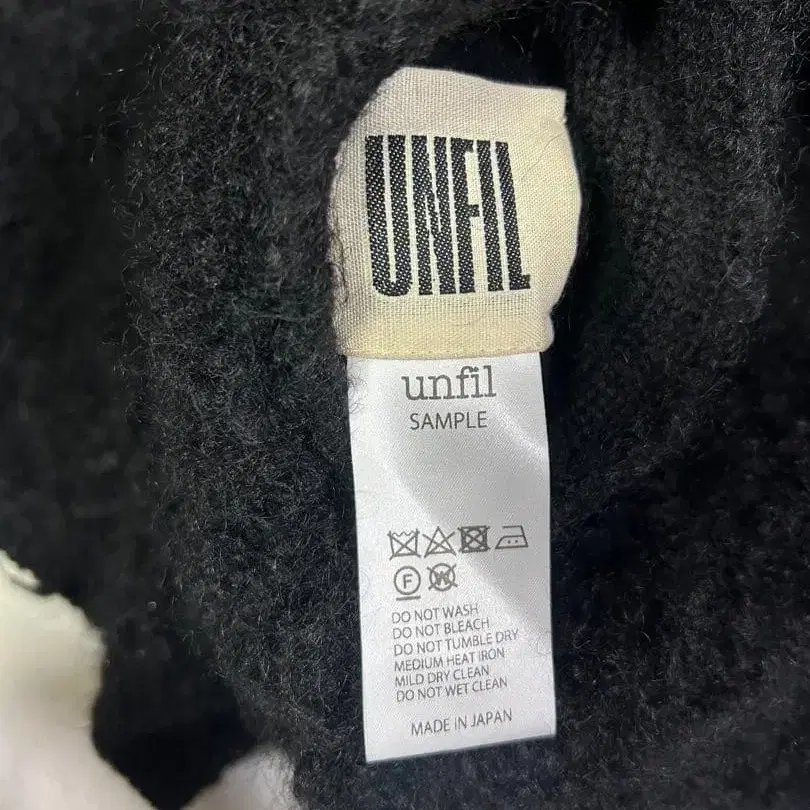 UNFIL
unfil
SAMPLE
F W
DO NOT WASH
DO NOT BLEACH
DO NOT TUMBLE DRY
MEDIUM HEAT IRON
MILD DRY CLEAN
DO NOT WET CLEAN
MADE IN JAPAN